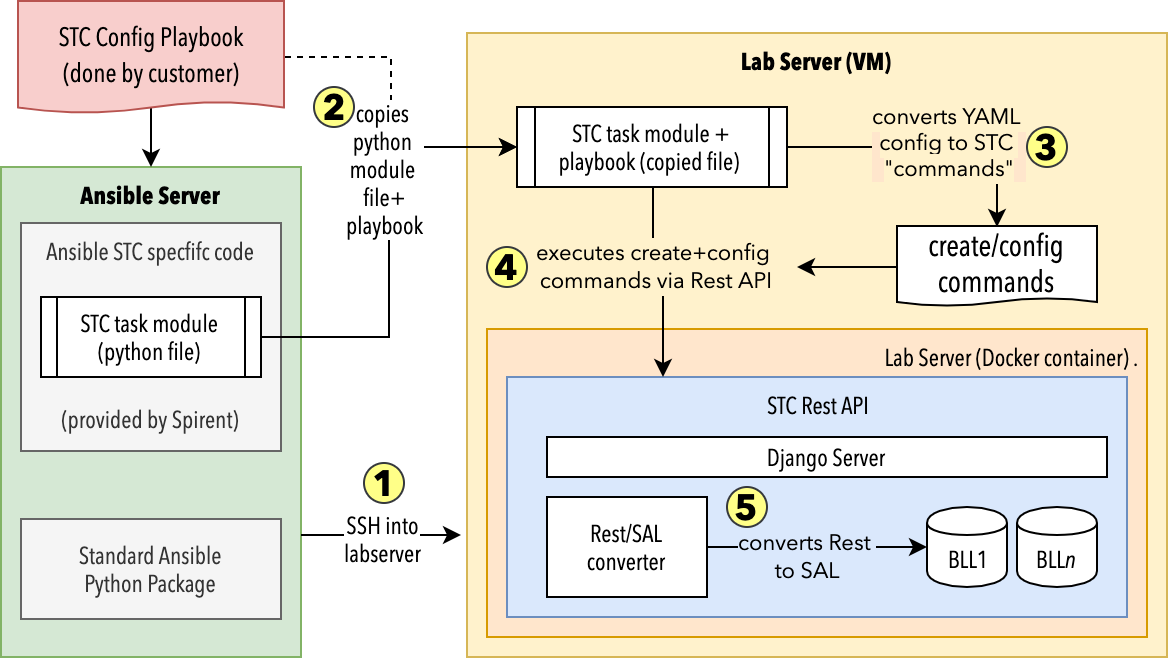 STC Config Playbook
(done by customer)
Ansible Server
Ansible STC specifc code
STC task module
(python file)
(provided by Spirent)
Standard Ansible
Python Package
2
copies
python
module
file+
playbook
1
SSH into
labserver
Lab Server (VM)
STC task module +
playbook (copied file)
converts YAML
config to STC
"commands"
3
create/config
commands
4
executes create+config
commands via Rest API
Lab Server (Docker container) .
STC Rest API
Django Server
Rest/SAL
converter
5
converts Rest
to SAL
BLL1
BLLn